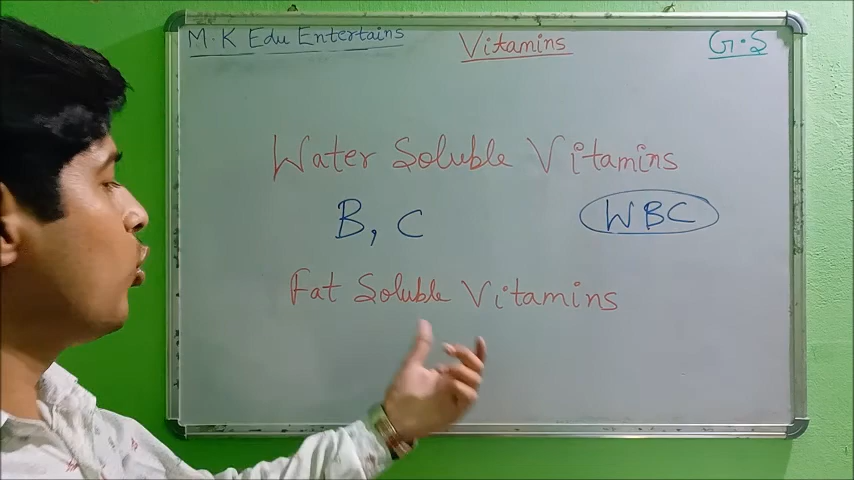 M.K Edu Entertains Vitamins G.S
Water Soluble Vitamins
B, C WBC
Fat Soluble Vitamins